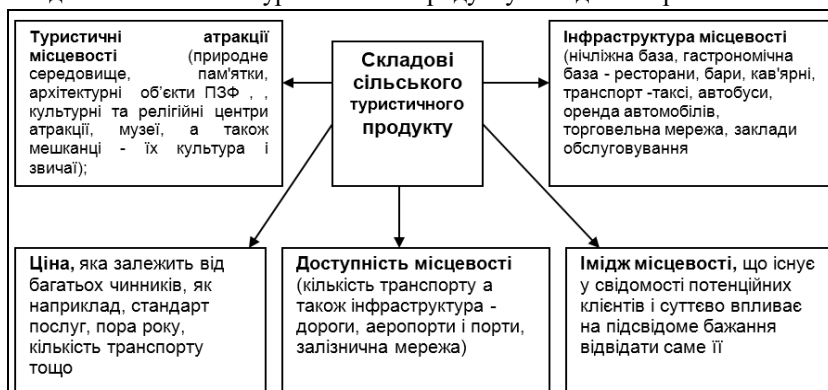 Туристичні атракції
місцевості (природне
середовище, пам'ятки,
архітектурні об'єкти ПЗФ , ,
культурні та релігійні центри
атракції, музеї, а також
мешканці - їх культура і
звичаї);
Складові
сільського
туристичного
продукту
Інфраструктура місцевості
(нічліжна база, гастрономічна
база - ресторани, бари, кав'ярні,
транспорт -таксі, автобуси,
оренда автомобілів,
торговельна мережа, заклади
обслуговування
Ціна, яка залежить від
багатьох чинників, як
наприклад, стандарт
послуг, пора року,
кількість транспорту
тощо
Доступність місцевості
(кількість транспорту а
також інфраструктура -
дороги, аеропорти і порти,
залізнична мережа)
Імідж місцевості, що існує
у свідомості потенційних
клієнтів і суттєво впливає
на підсвідоме бажання
відвідати саме її